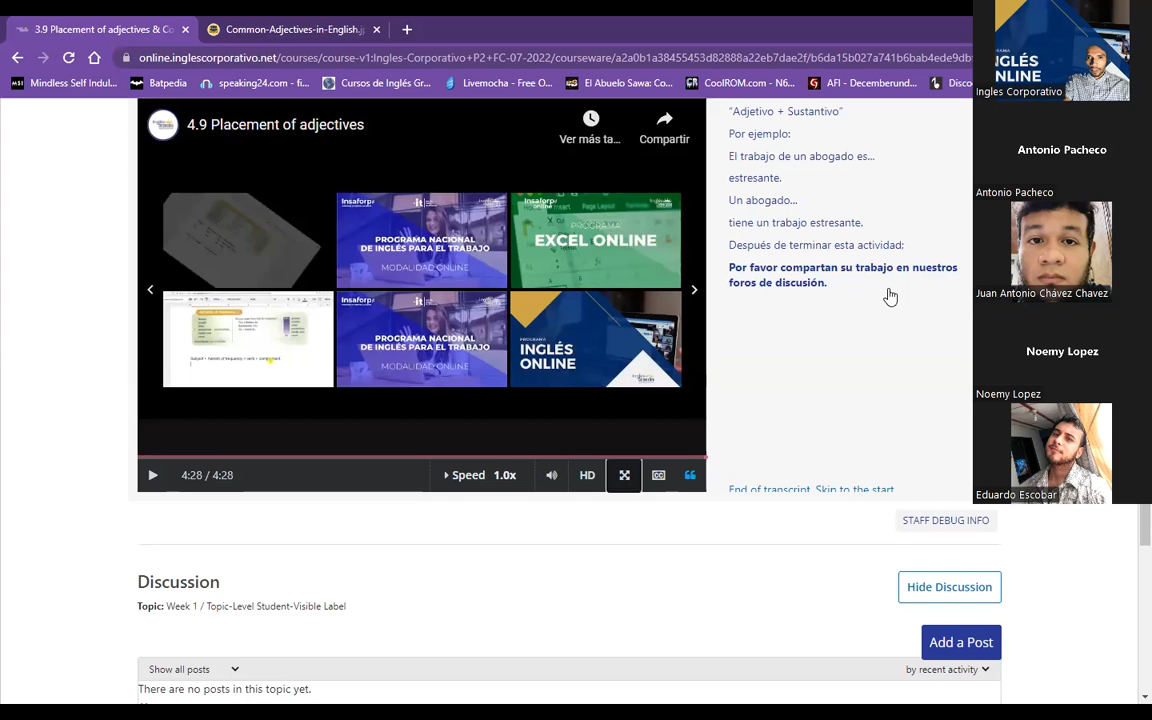 3.9 Placement of adjectives & Co
Common-Adjectives-in-English.j
online.inglescorporativo.net/courses/course-v1:Ingles-Corporativo+P2+FC-07-2022/courseware/a2a0b1a38455453d82888a22eb7dae2f/b6da15b027a741b6bab4ede9db
Mindless Self Indul...
Batpedia
speaking24.com - fi...
Cursos de Inglés Gr...
Livemocha - Free O...
El Abuelo Sawa: Co...
CoolROM.com - N6...
AFI - Decemberund...
Disco
4.9 Placement of adjectives
Ver más ta...
Compartir
PROGRAMA NACIONAL
DE INGLÉS PARA EL TRABAJO
MODALIDAD ONLINE
PROGRAMA
EXCEL ONLINE
PROGRAMA NACIONAL
DE INGLÉS PARA EL TRABAJO
MODALIDAD ONLINE
PROGRAMA
INGLÉS
ONLINE
4:28 / 4:28
Speed 1.0x
HD
"Adjetivo + Sustantivo"
Por ejemplo:
El trabajo de un abogado es...
estresante.
Un abogado...
tiene un trabajo estresante.
Después de terminar esta actividad:
Por favor compartan su trabajo en nuestros
foros de discusión.
End of transcript. Skip to the start.
STAFF DEBUG INFO
Discussion
Topic: Week 1 / Topic-Level Student-Visible Label
Hide Discussion
Add a Post
Show all posts
by recent activity
There are no posts in this topic yet.
NGLÉS
ONLINE
Ingles Corporativo
Antonio Pacheco
Antonio Pacheco
Juan Antonio Chávez Chavez
Noemy Lopez
Noemy Lopez
Eduardo Escobar